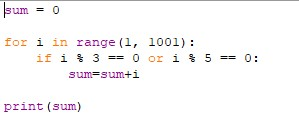 sum = 0
for i in range(1, 1001):
    if i % 3 == 0 or i % 5 == 0:
        sum=sum+i
print(sum)